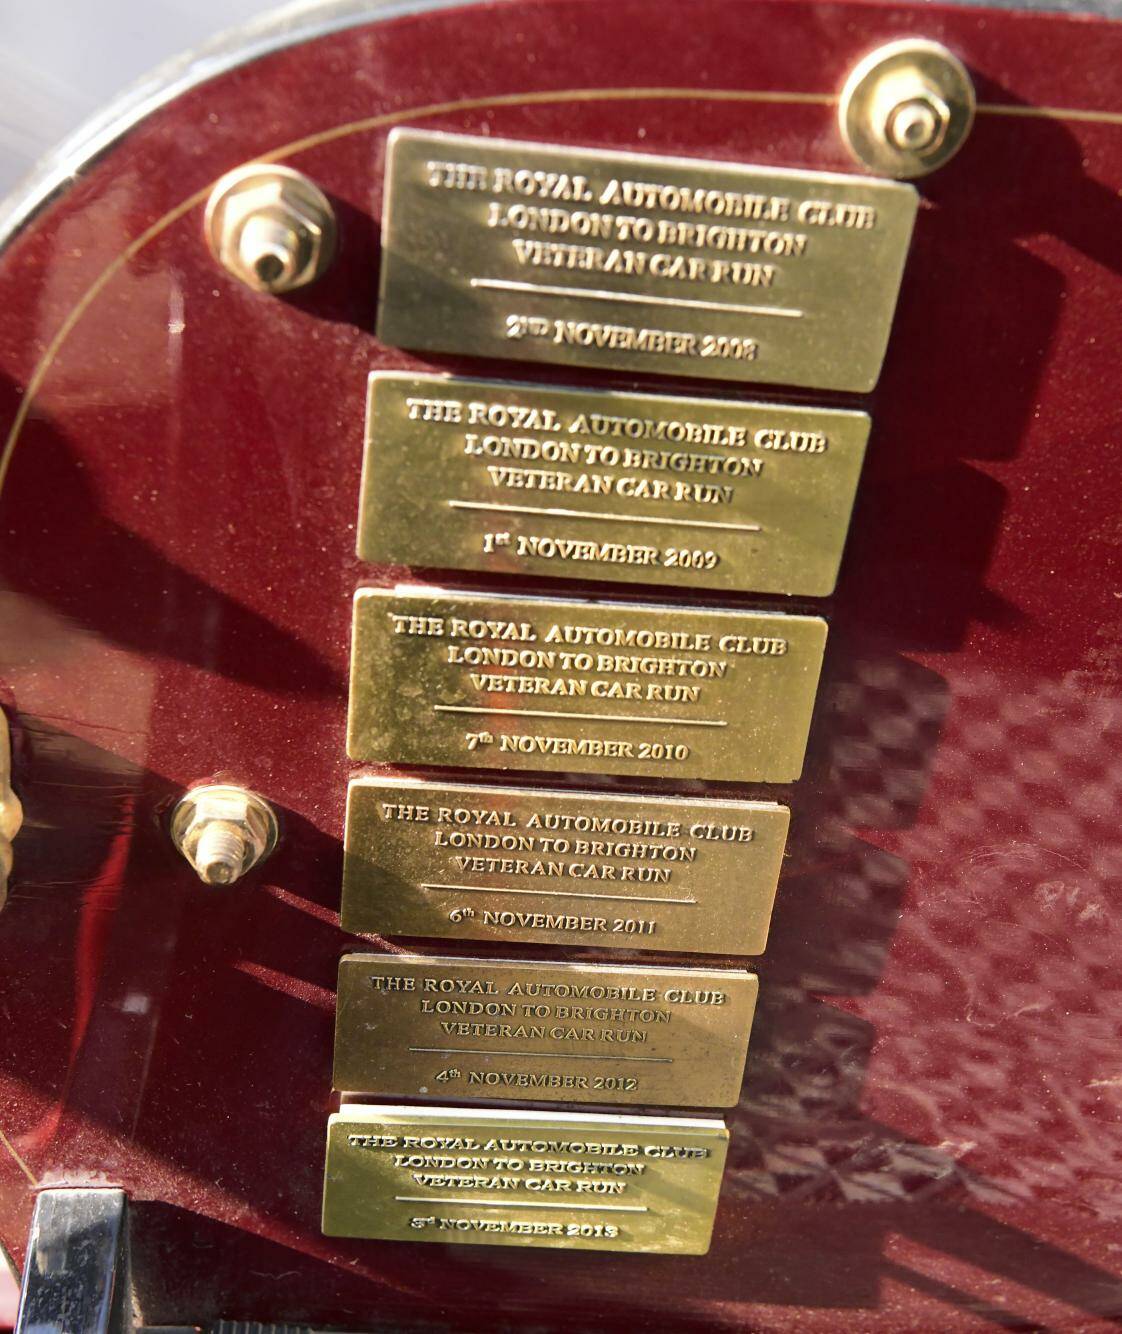 THE ROYAL AUTOMOBILE CLUB
LONDON TO BRIGHTON
VETERAN CAR RUN
2ND NOVEMBER 2008
THE ROYAL AUTOMOBILE CLUB
LONDON TO BRIGHTON
VETERAN CAR RUN
1st NOVEMBER 2009
THE ROYAL AUTOMOBILE CLUB
LONDON TO BRIGHTON
VETERAN CAR RUN
7th NOVEMBER 2010
THE ROYAL AUTOMOBILE CLUB
LONDON TO BRIGHTON
VETERAN CAR RUN
6th NOVEMBER 2011
THE ROYAL AUTOMOBILE CLUB
LONDON TO BRIGHTON
VETERAN CAR RUN
4th NOVEMBER 2012
THE ROYAL AUTOMOBILE CLUB
LONDON TO BRIGHTON
VETERAN CAR RUN
3rd NOVEMBER 2013